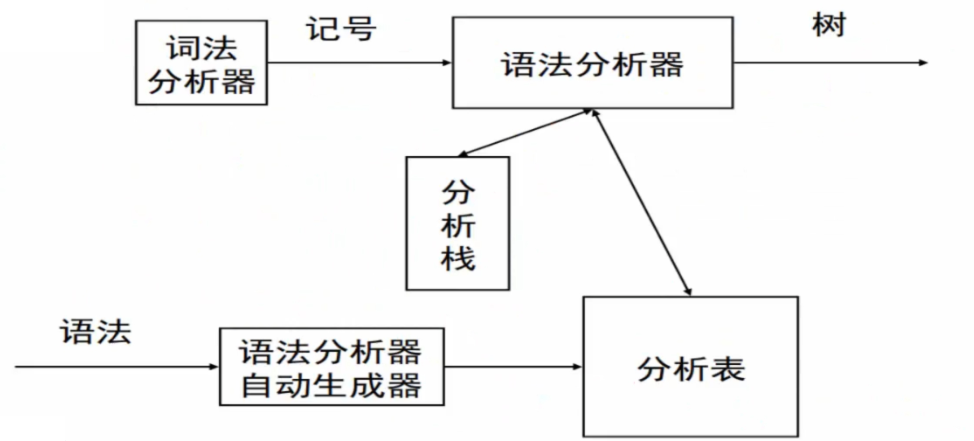 词法
分析器
记号
语法分析器
树
分
析
栈
语法
语法分析器
自动生成器
分析表